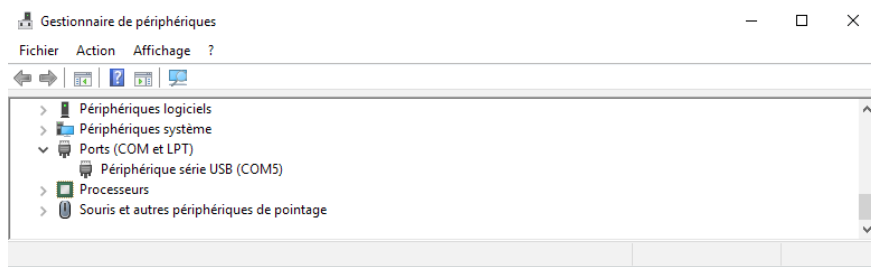 Gestionnaire de périphériques
Fichier Action Affichage ?
Périphériques logiciels
Périphériques système
Ports (COM et LPT)
Périphérique série USB (COM5)
Processeurs
Souris et autres périphériques de pointage